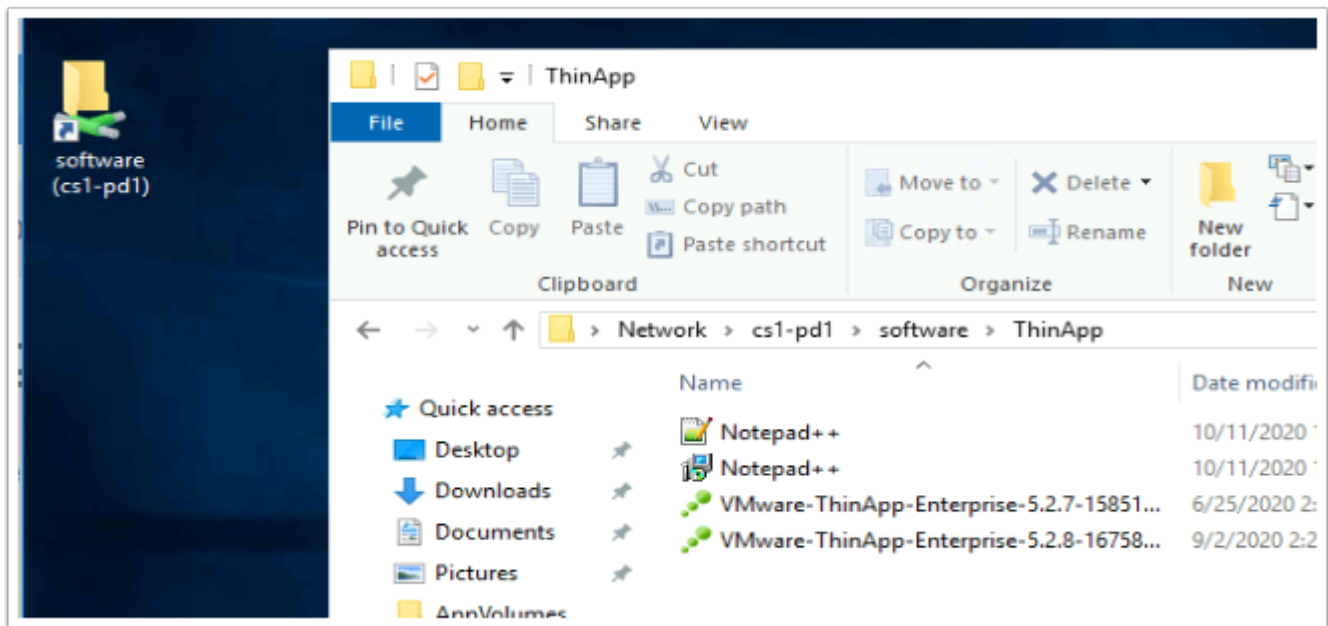 software
(cs1-pd1)
ThinApp
File Home Share View
Pin to Quick
access
Copy
Paste
Cut
Copy path
Paste shortcut
Clipboard
Move to
Copy to
Delete
Rename
Organize
New
folder
New
Network > cs1-pd1 > software > ThinApp
Name
Quick access
Desktop
Downloads
Documents
Pictures
AppVolumes
Notepad++
Notepad++
VMware-ThinApp-Enterprise-5.2.7-15851...
VMware-ThinApp-Enterprise-5.2.8-16758...
Date
10/11/2020
10/11/2020
6/25/2020
9/2/2020